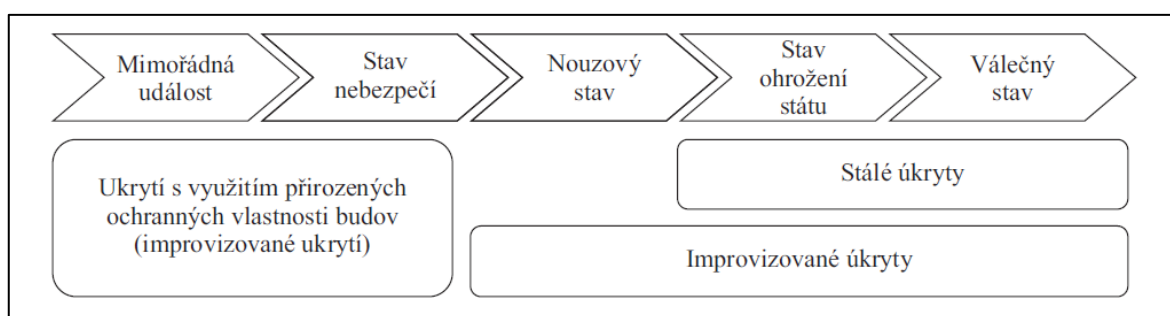 Mimořádná
událost
Stav
nebezpečí
Nouzový
stav
Stav
ohrožení
státu
Válečný
stav
Ukrytí s využitím přirozených
ochranných vlastnosti budov
(improvizované ukrytí)
Stálé úkryty
Improvizované úkryty